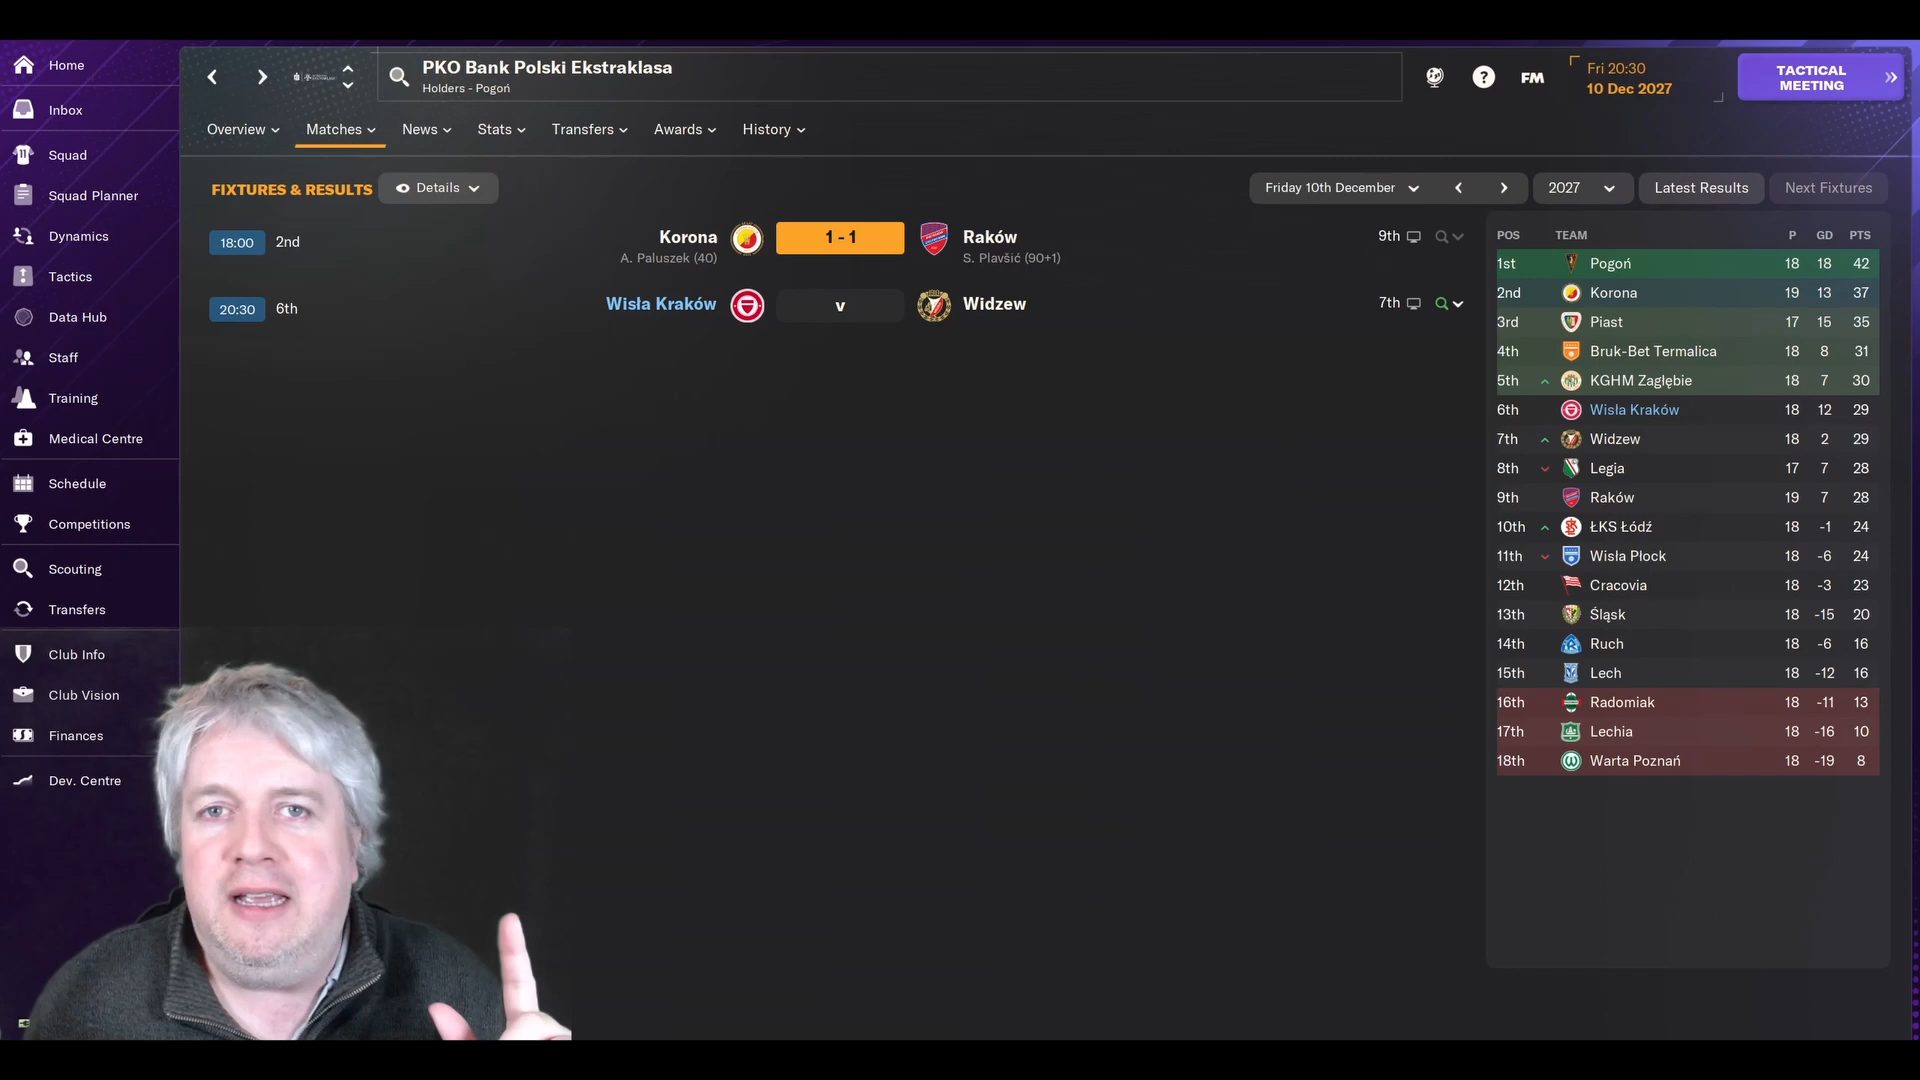 Home
Inbox
Squad
Squad Planner
Dynamics
Tactics
Data Hub
Staff
Training
Medical Centre
Schedule
Competitions
Scouting
Transfers
Club Info
Club Vision
Finances
Dev. Centre
PKO Bank Polski Ekstraklasa
Holders - Pogoń
FM
Fri 20:30
10 Dec 2027
TACTICAL
MEETING
Overview Matches News Stats Transfers Awards History
FIXTURES & RESULTS Details Friday 10th December 2027 Latest Results Next Fixtures
18:00 2nd Korona 1 - 1 Raków 9th
A. Paluszek (40) S. Plavšić (90+1)
20:30 6th Wisła Kraków v Widzew 7th
POS TEAM P GD PTS
1st Pogoń 18 18 42
2nd Korona 19 13 37
3rd Piast 17 15 35
4th Bruk-Bet Termalica 18 8 31
5th KGHM Zagłębie 18 7 30
6th Wisła Kraków 18 12 29
7th Widzew 18 2 29
8th Legia 17 7 28
9th Raków 19 7 28
10th ŁKS Łódź 18 -1 24
11th Wisła Płock 18 -6 24
12th Cracovia 18 -3 23
13th Śląsk 18 -15 20
14th Ruch 18 -6 16
15th Lech 18 -12 16
16th Radomiak 18 -11 13
17th Lechia 18 -16 10
18th Warta Poznań 18 -19 8